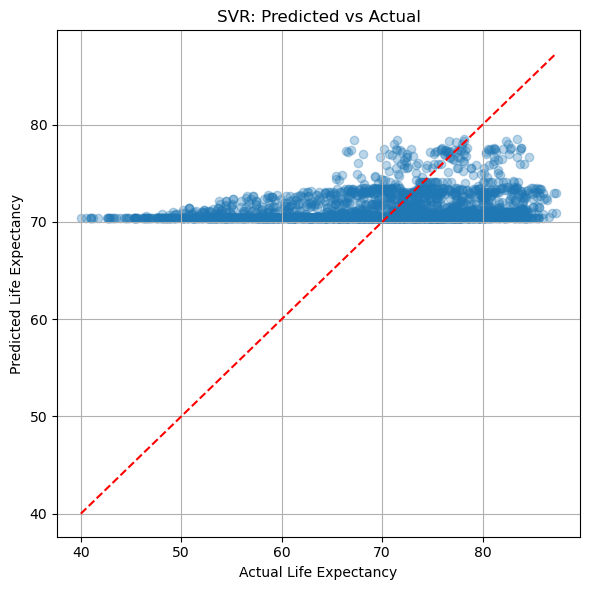 SVR: Predicted vs Actual
Predicted Life Expectancy
80
70
60
50
40
40 50 60 70 80
Actual Life Expectancy